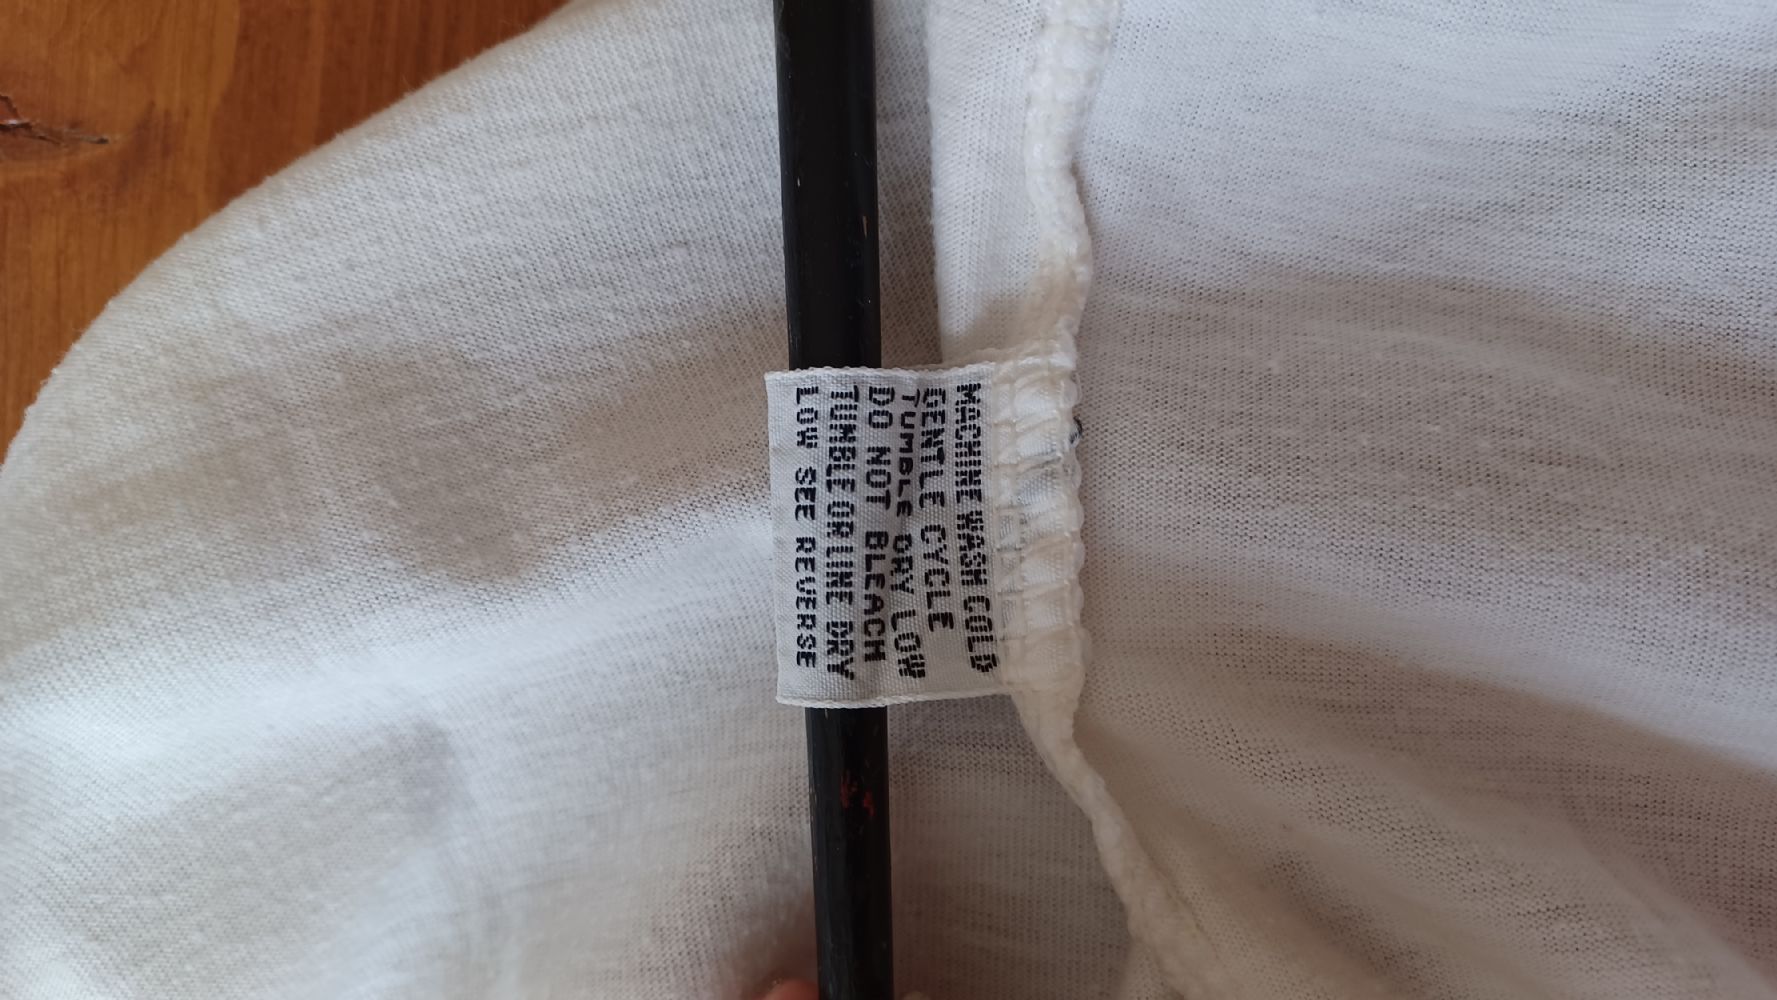 MACHINE WASH COLD
GENTLE CYCLE
TUMBLE DRY LOW
DO NOT BLEACH
TUMBLE OR LINE DRY
LOW SEE REVERSE